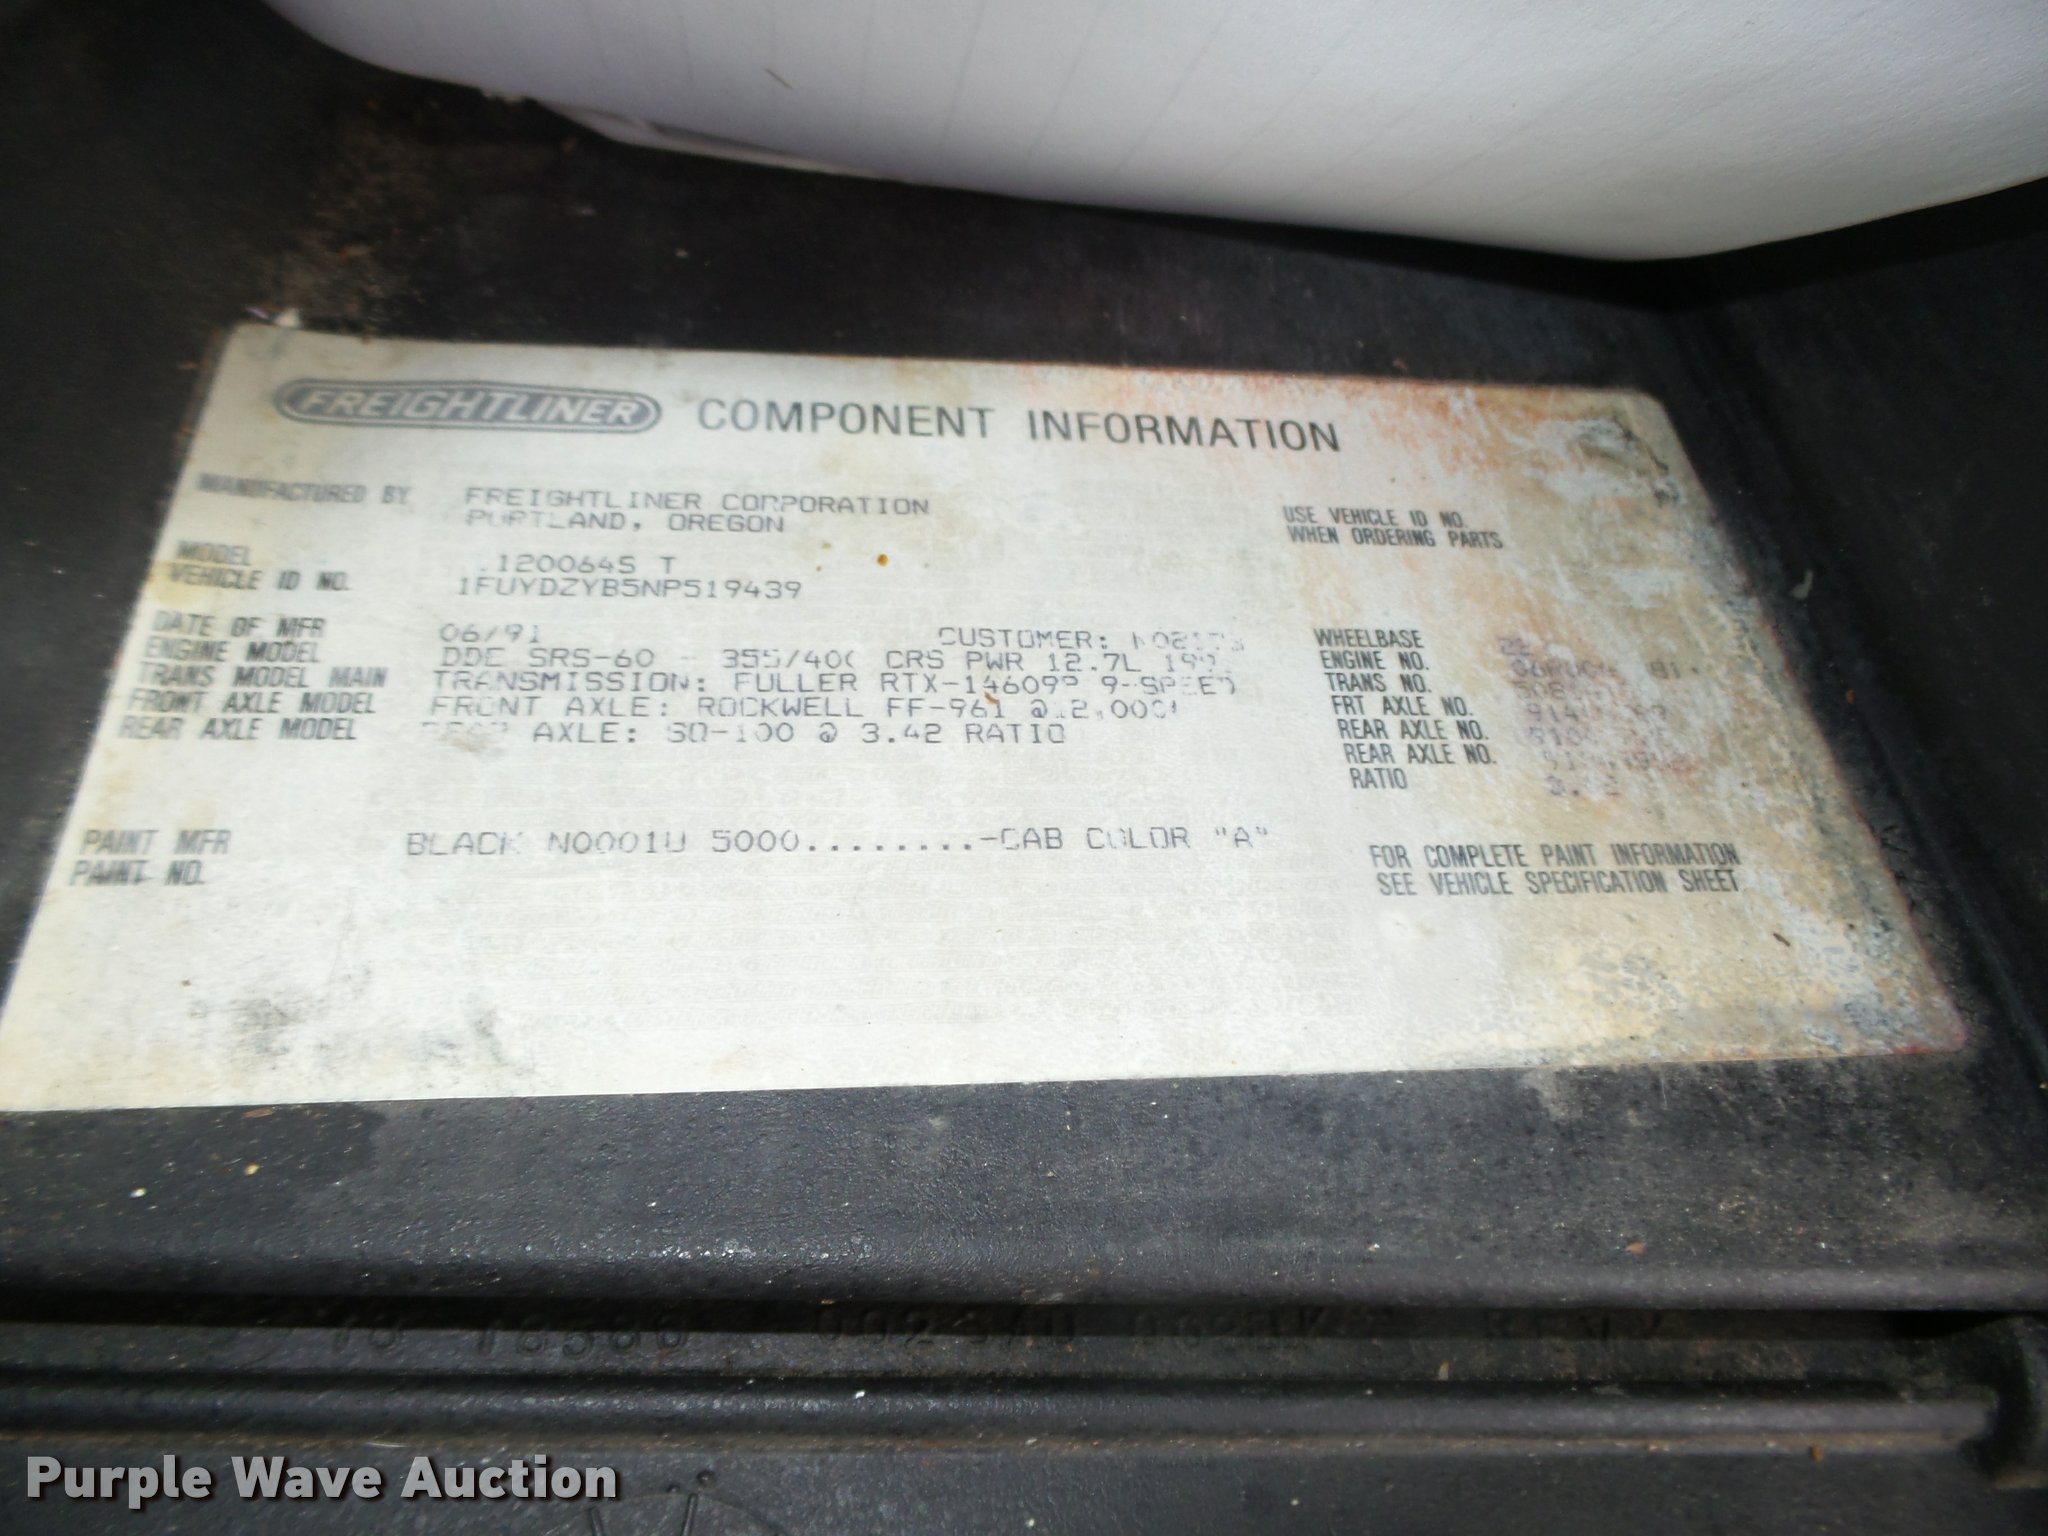 FREIGHTLINER COMPONENT INFORMATION
MANUFACTURED BY FREIGHTLINER CORPORATION
PORTLAND, OREGON
USE VEHICLE ID NO.
WHEN ORDERING PARTS
MODEL 120064S T
VEHICLE ID NO. 1FUYDZYB5NP519439
DATE OF MFR 06/91 CUSTOMER:
ENGINE MODEL DDC SRS-60 - CRS PWR 12.7L
TRANS MODEL MAIN TRANSMISSION: FULLER RTX-14609P 9-SPEED
FRONT AXLE MODEL FRONT AXLE: ROCKWELL FF-961
REAR AXLE MODEL REAR AXLE: SQ-100 @ 3.42 RATIO
WHEELBASE
ENGINE NO.
TRANS NO.
FRT AXLE NO.
REAR AXLE NO.
REAR AXLE NO.
RATIO
PAINT MFR BLACK N0001U 5000........-CAB COLOR "A"
PAINT NO.
FOR COMPLETE PAINT INFORMATION
SEE VEHICLE SPECIFICATION SHEET
Purple Wave Auction